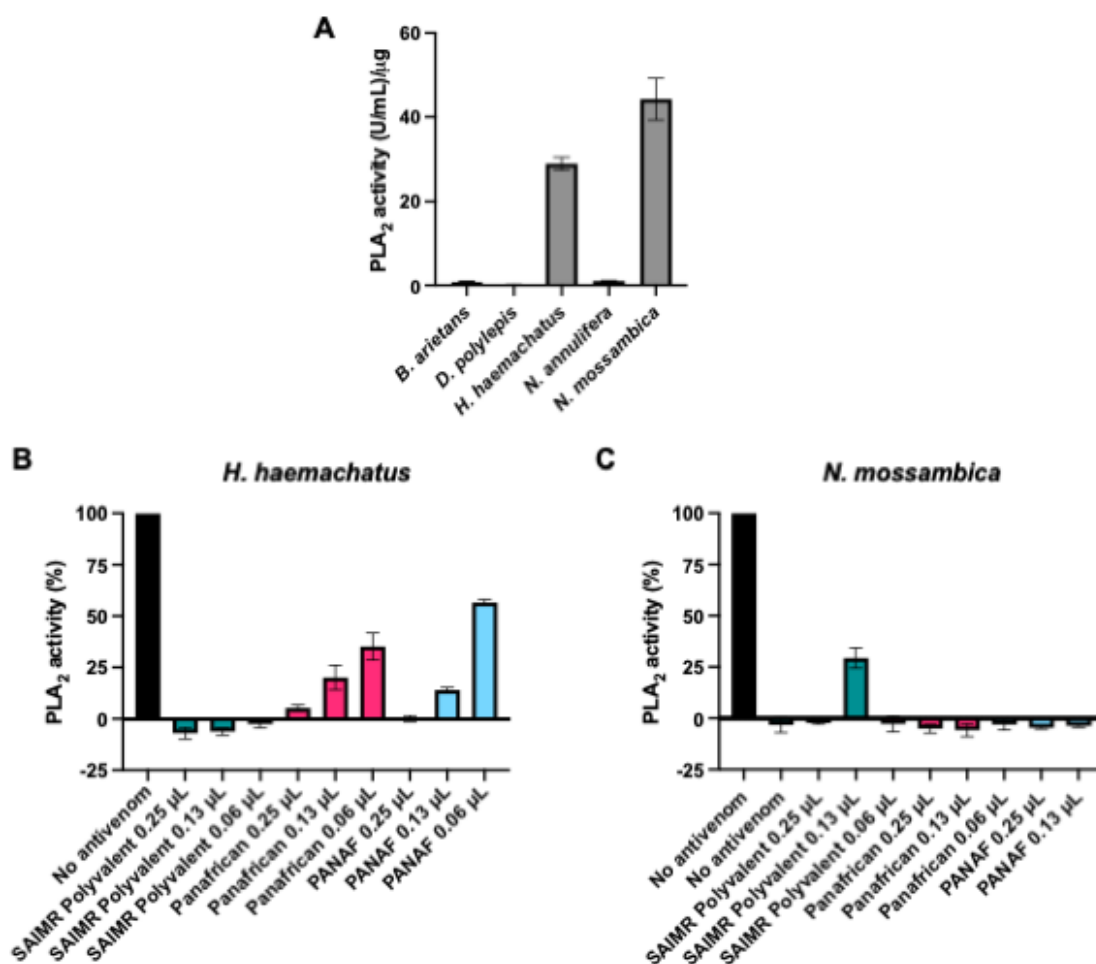 A
PLA₂ activity (U/mL)/μg
60
40
20
0
B. arietans
D. polylepis
H. haemachatus
N. annulifera
N. mossambica
B
H. haemachatus
PLA₂ activity (%)
100
75
50
25
0
-25
No antivenom
SAIMR Polyvalent 0.25 μL
SAIMR Polyvalent 0.13 μL
SAIMR Polyvalent 0.06 μL
Panafrican 0.25 μL
Panafrican 0.13 μL
Panafrican 0.06 μL
PANAF 0.25 μL
PANAF 0.13 μL
PANAF 0.06 μL
C
N. mossambica
PLA₂ activity (%)
100
75
50
25
0
-25
No antivenom
No antivenom
SAIMR Polyvalent 0.25 μL
SAIMR Polyvalent 0.13 μL
SAIMR Polyvalent 0.06 μL
Panafrican 0.25 μL
Panafrican 0.13 μL
Panafrican 0.06 μL
PANAF 0.25 μL
PANAF 0.13 μL